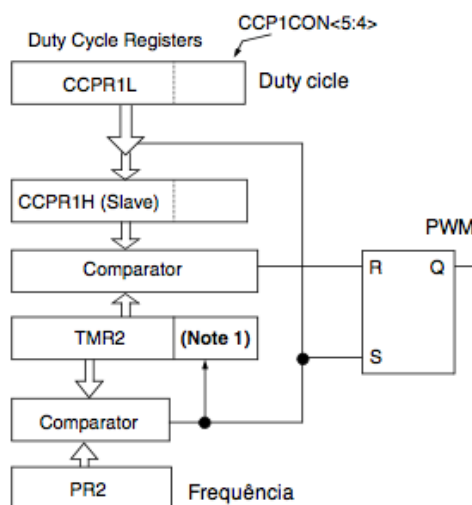 CCP1CON<5:4>
Duty Cycle Registers
CCPR1L
Duty cicle
CCPR1H (Slave)
PWM
Comparator
R Q
TMR2 (Note 1)
S
Comparator
PR2
Frequência